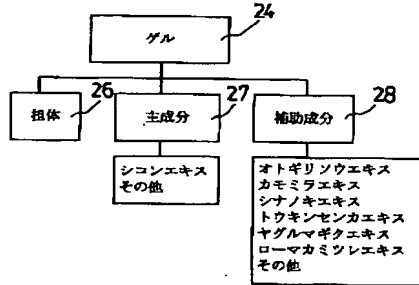 ゲル
24
担体
26
主成分
27
補助成分
28
シコンエキス
その他
オトギリソウエキス
カモミラエキス
シナノキエキス
トウキンセンカエキス
ヤグルマギクエキス
ローマカミツレエキス
その他